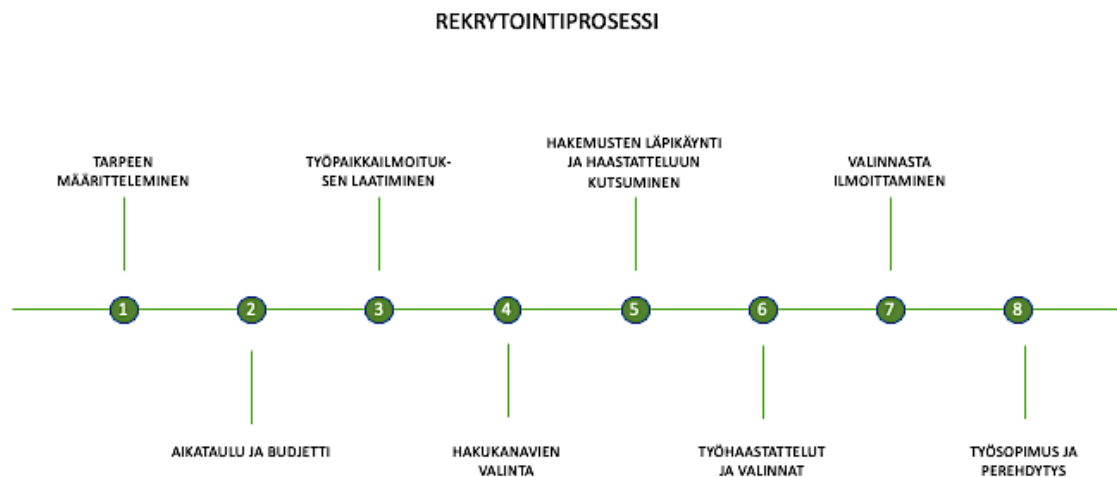 REKRYTOINTIPROSESSI
TARPEEN
MÄÄRITTELEMINEN
TYÖPAIKKAILMOITUK-
SEN LAATIMINEN
HAKEMUSTEN LÄPIKÄYNTI
JA HAASTATTELUUN
KUTSUMINEN
VALINNASTA
ILMOITTAMINEN
1
2
3
4
5
6
7
8
AIKATAULU JA BUDJETTI
HAKUKANAVIEN
VALINTA
TYÖHAASTATTELUT
JA VALINNAT
TYÖSOPIMUS JA
PEREHDYTYS